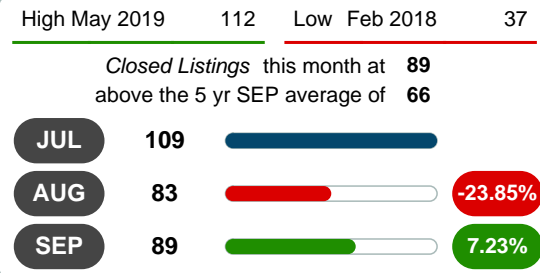 High May 2019 112 Low Feb 2018 37
Closed Listings this month at 89
above the 5 yr SEP average of 66
JUL 109
AUG 83 -23.85%
SEP 89 7.23%